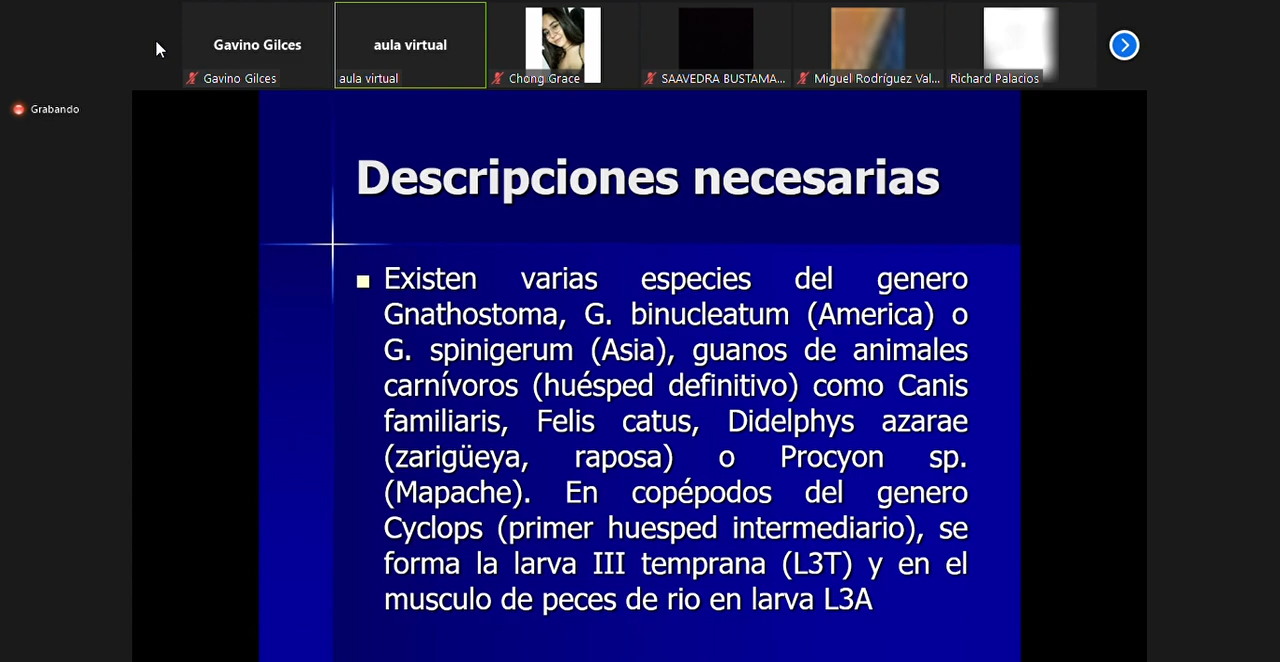 Gavino Gilces
aula virtual
Gavino Gilces
aula virtual
Chong Grace
SAAVEDRA BUSTAMA...
Miguel Rodríguez Val...
Richard Palacios
Grabando
Descripciones necesarias
Existen varias especies del genero
Gnathostoma, G. binucleatum (America) o
G. spinigerum (Asia), guanos de animales
carnívoros (huésped definitivo) como Canis
familiaris, Felis catus, Didelphys azarae
(zarigüeya, raposa) o Procyon sp.
(Mapache). En copépodos del genero
Cyclops (primer huesped intermediario), se
forma la larva III temprana (L3T) y en el
musculo de peces de rio en larva L3A